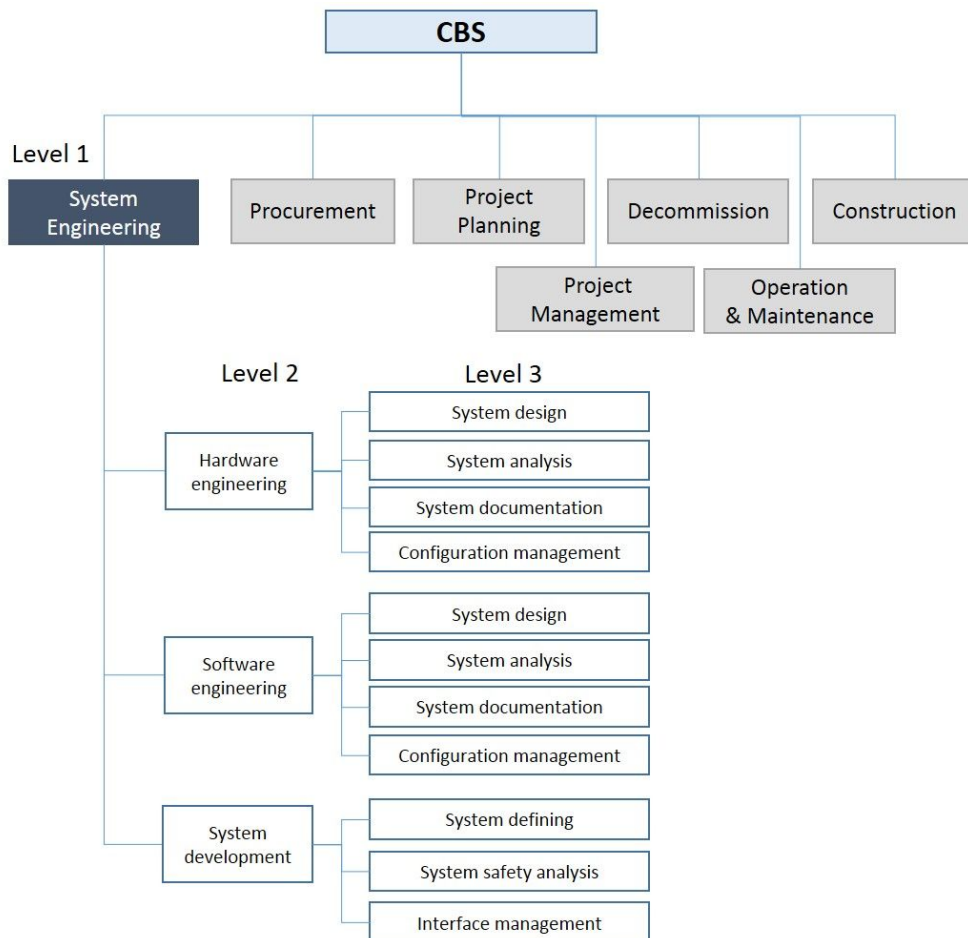 CBS
Level 1
System
Engineering
Procurement
Project
Planning
Decommission
Construction
Project
Management
Operation
& Maintenance
Level 2
Level 3
Hardware
engineering
System design
System analysis
System documentation
Configuration management
Software
engineering
System design
System analysis
System documentation
Configuration management
System
development
System defining
System safety analysis
Interface management